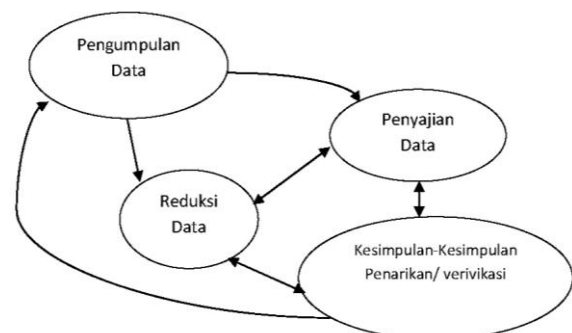 Pengumpulan
Data
Penyajian
Data
Reduksi
Data
Kesimpulan-Kesimpulan
Penarikan/ verivikasi